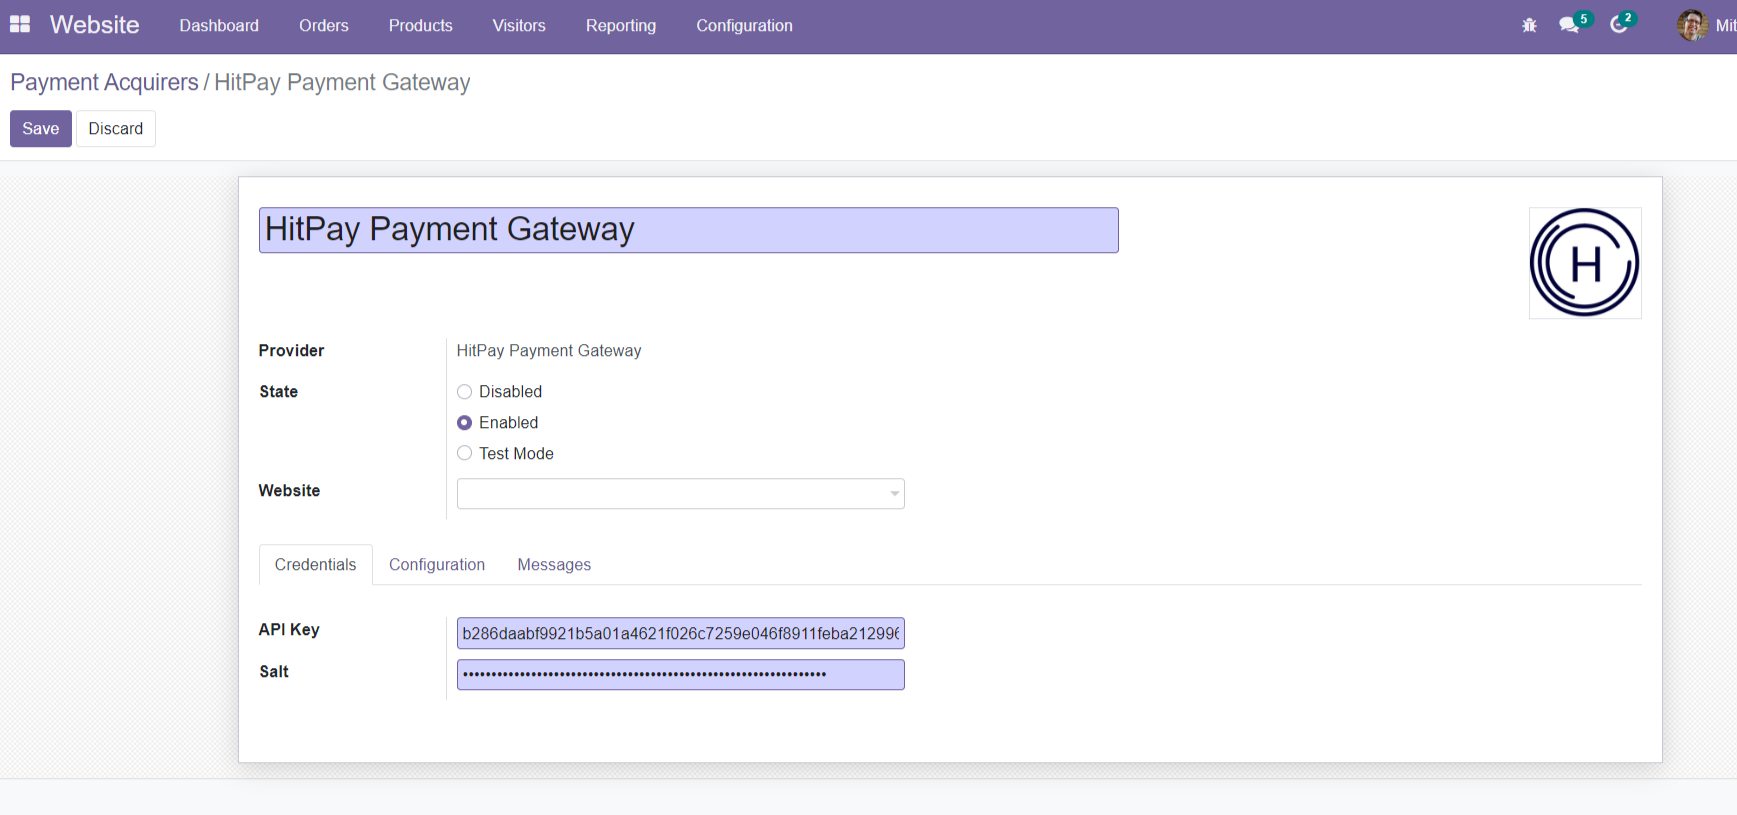 Website Dashboard Orders Products Visitors Reporting Configuration 5 2 Mit
Payment Acquirers / HitPay Payment Gateway
Save Discard
HitPay Payment Gateway
H
Provider HitPay Payment Gateway
State Disabled
Enabled
Test Mode
Website
Credentials Configuration Messages
API Key b286daabf9921b5a01a4621f026c7259e046f8911feba212996
Salt